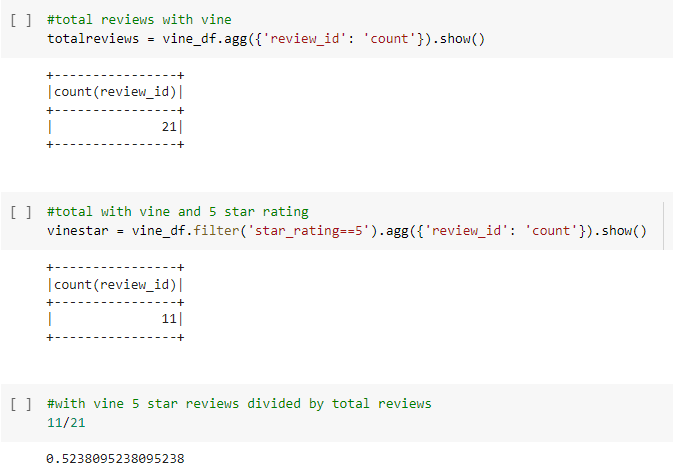 [ ] #total reviews with vine
totalreviews = vine_df.agg({'review_id': 'count'}).show()
+----------------+
|count(review_id)|
+----------------+
|              21|
+----------------+
[ ] #total with vine and 5 star rating
vinestar = vine_df.filter('star_rating==5').agg({'review_id': 'count'}).show()
+----------------+
|count(review_id)|
+----------------+
|              11|
+----------------+
[ ] #with vine 5 star reviews divided by total reviews
11/21
0.5238095238095238